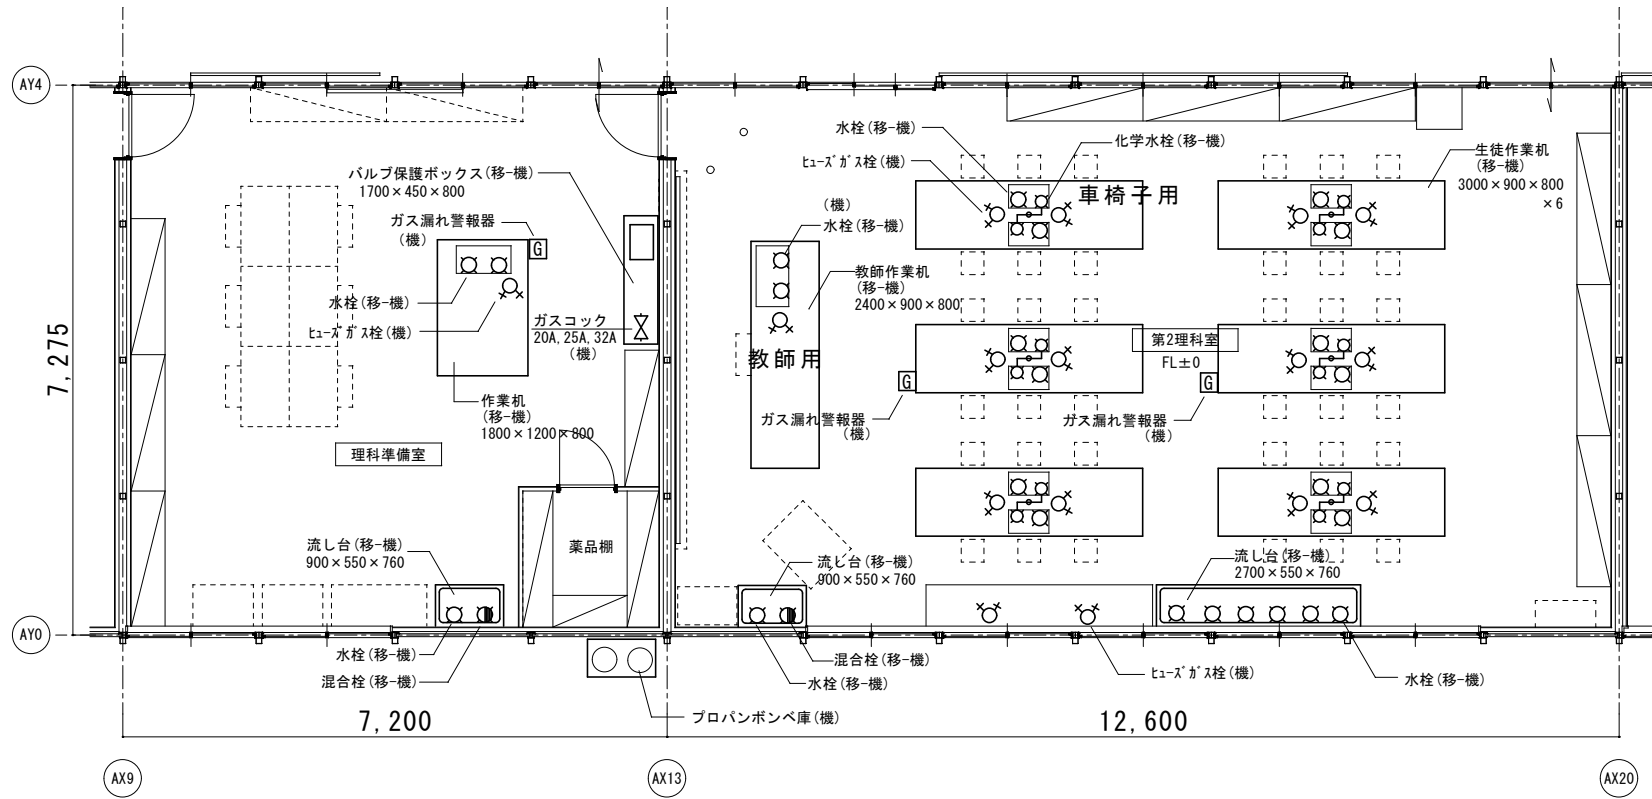 AY4
水栓(移-機)
化学水栓(移-機)
ﾋｭｰｽﾞｶﾞｽ栓(機)
生徒作業机
(移-機)
3000×900×800
×6
車椅子用
バルブ保護ボックス(移-機)
1700×450×800
ガス漏れ警報器
(機)
G
(機)
水栓(移-機)
教師作業机
(移-機)
2400×900×800
水栓(移-機)
ﾋｭｰｽﾞｶﾞｽ栓(機)
ガスコック
20A,25A,32A
(機)
7,275
教師用
第2理科室
FL±0
G
G
ガス漏れ警報器
(機)
ガス漏れ警報器
(機)
作業机
(移-機)
1800×1200×800
理科準備室
薬品棚
流し台(移-機)
900×550×760
流し台(移-機)
900×550×760
流し台(移-機)
2700×550×760
AY0
水栓(移-機)
混合栓(移-機)
混合栓(移-機)
水栓(移-機)
ﾋｭｰｽﾞｶﾞｽ栓(機)
水栓(移-機)
プロパンボンベ庫(機)
7,200
12,600
AX9
AX13
AX20